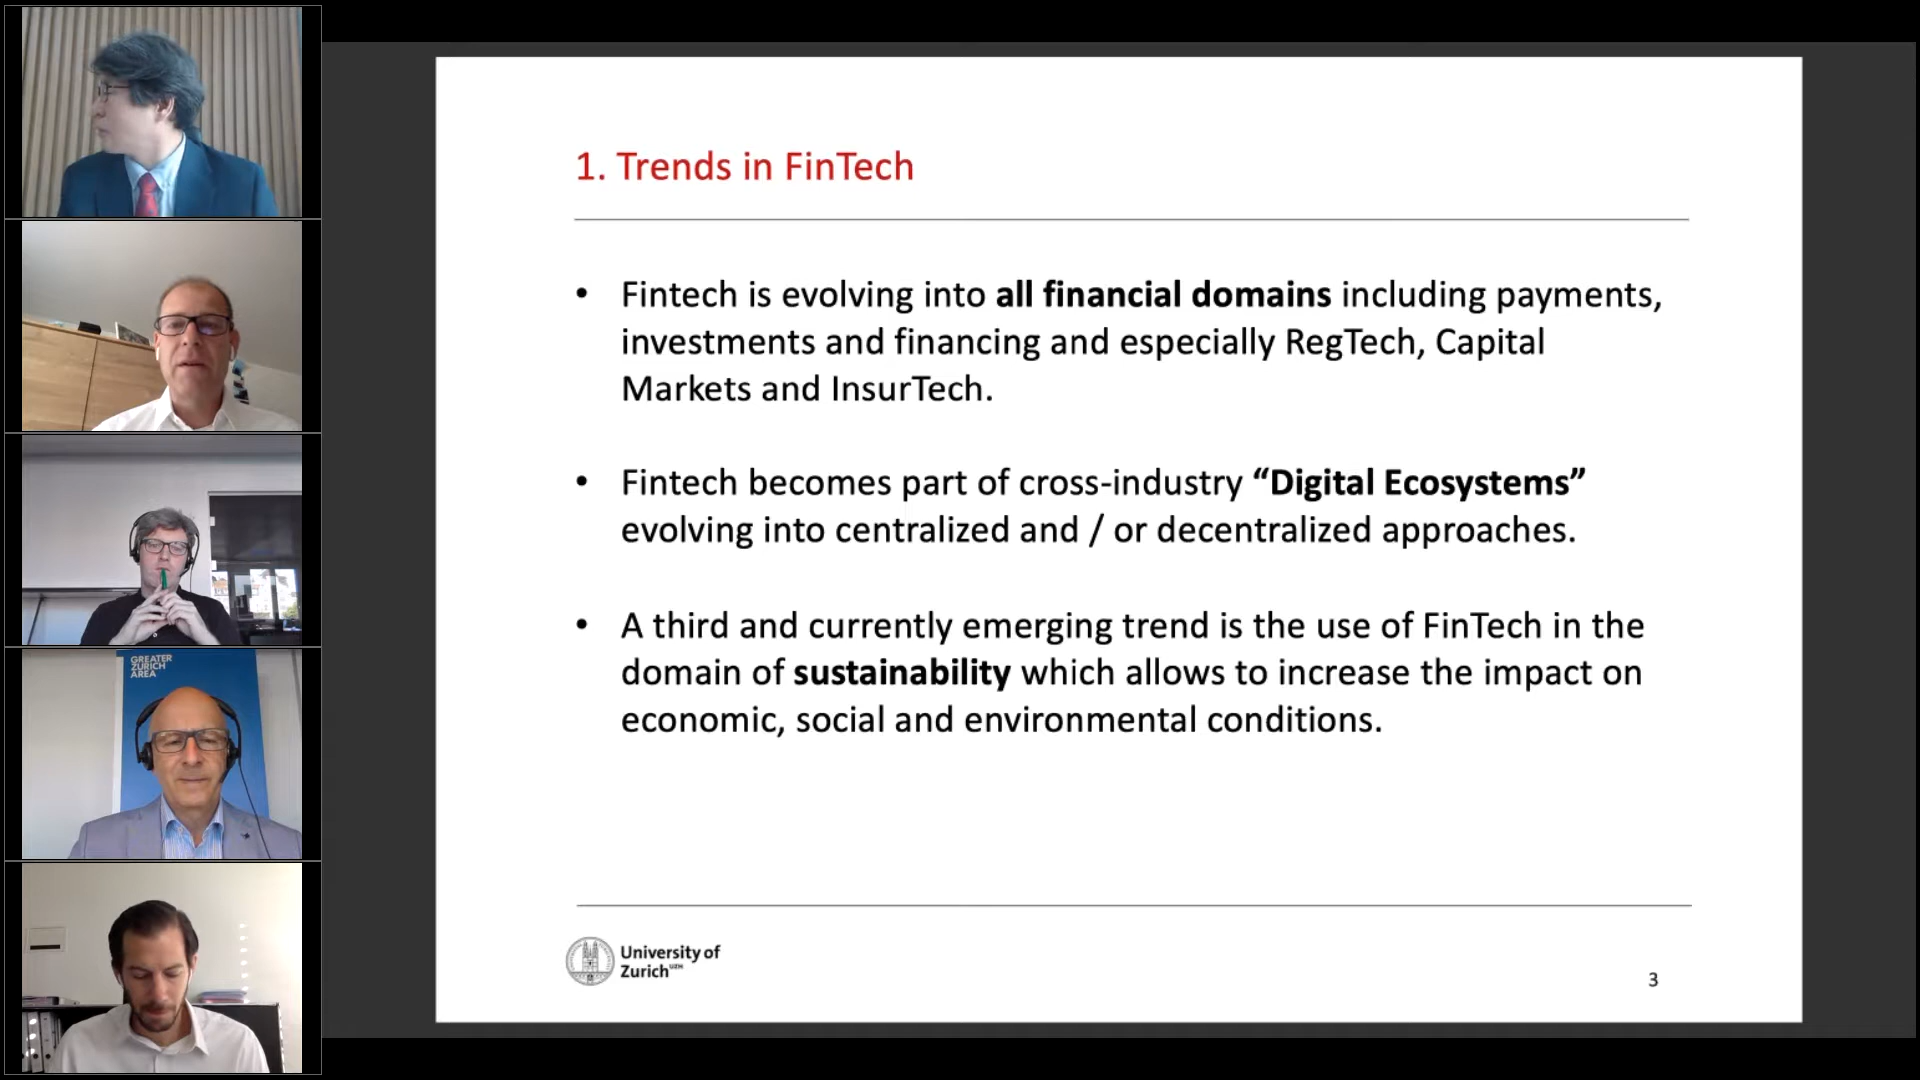 GREATER
ZURICH
AREA
1. Trends in FinTech
• Fintech is evolving into all financial domains including payments,
investments and financing and especially RegTech, Capital
Markets and InsurTech.
• Fintech becomes part of cross-industry “Digital Ecosystems”
evolving into centralized and / or decentralized approaches.
• A third and currently emerging trend is the use of FinTech in the
domain of sustainability which allows to increase the impact on
economic, social and environmental conditions.
University of
Zurich UZH
3